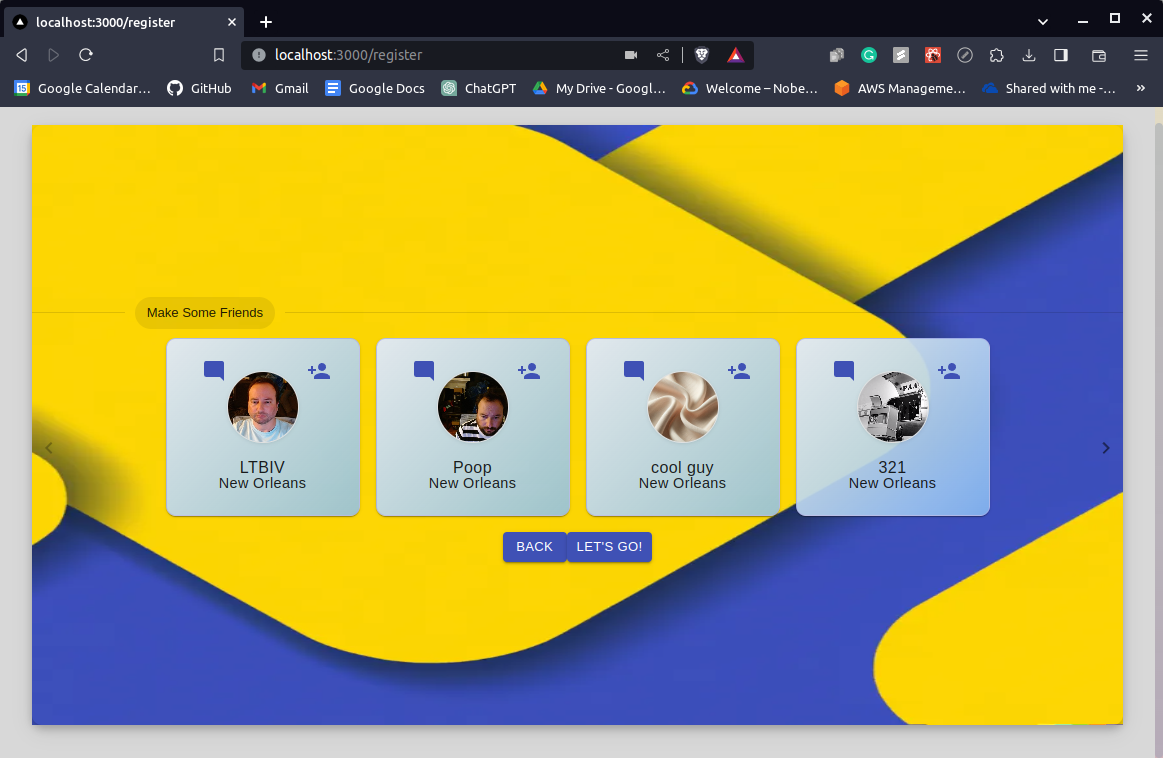 localhost:3000/register
localhost:3000/register
15 Google Calendar… GitHub Gmail Google Docs ChatGPT My Drive - Googl… Welcome – Nobe… AWS Manageme… Shared with me -… »
Make Some Friends
LTBIV
New Orleans
Poop
New Orleans
cool guy
New Orleans
321
New Orleans
BACK LET'S GO!